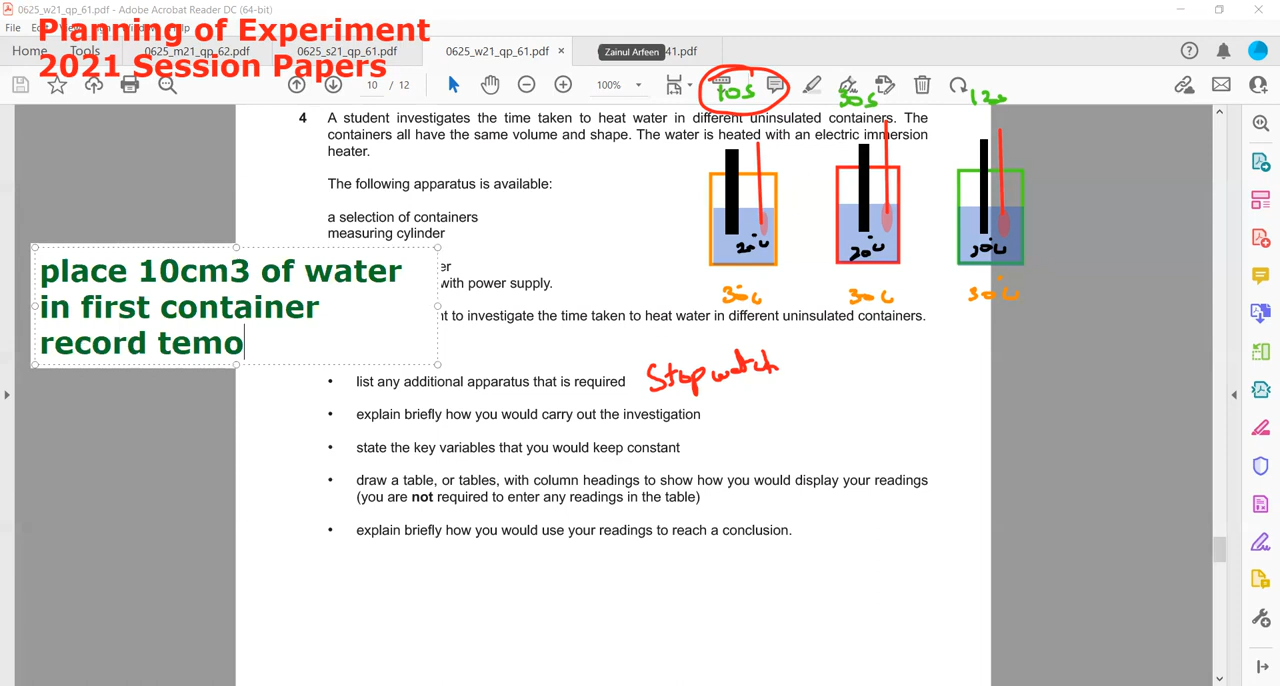 0625_w21_qp_61.pdf - Adobe Acrobat Reader DC (64-bit)
Planning of Experiment
2021 Session Papers
Home Tools 0625_m21_qp_62.pdf 0625_s21_qp_61.pdf 0625_w21_qp_61.pdf × Zainul Arfeen 41.pdf
10 / 12 100%
10s 30s 12s
4 A student investigates the time taken to heat water in different uninsulated containers. The
containers all have the same volume and shape. The water is heated with an electric immersion
heater.
The following apparatus is available:
a selection of containers
measuring cylinder
er
with power supply.
20°c 20°c 20°c
30°c 30c 30°c
place 10cm3 of water
in first container
record temo
nt to investigate the time taken to heat water in different uninsulated containers.
• list any additional apparatus that is required
Stopwatch
• explain briefly how you would carry out the investigation
• state the key variables that you would keep constant
• draw a table, or tables, with column headings to show how you would display your readings
(you are not required to enter any readings in the table)
• explain briefly how you would use your readings to reach a conclusion.